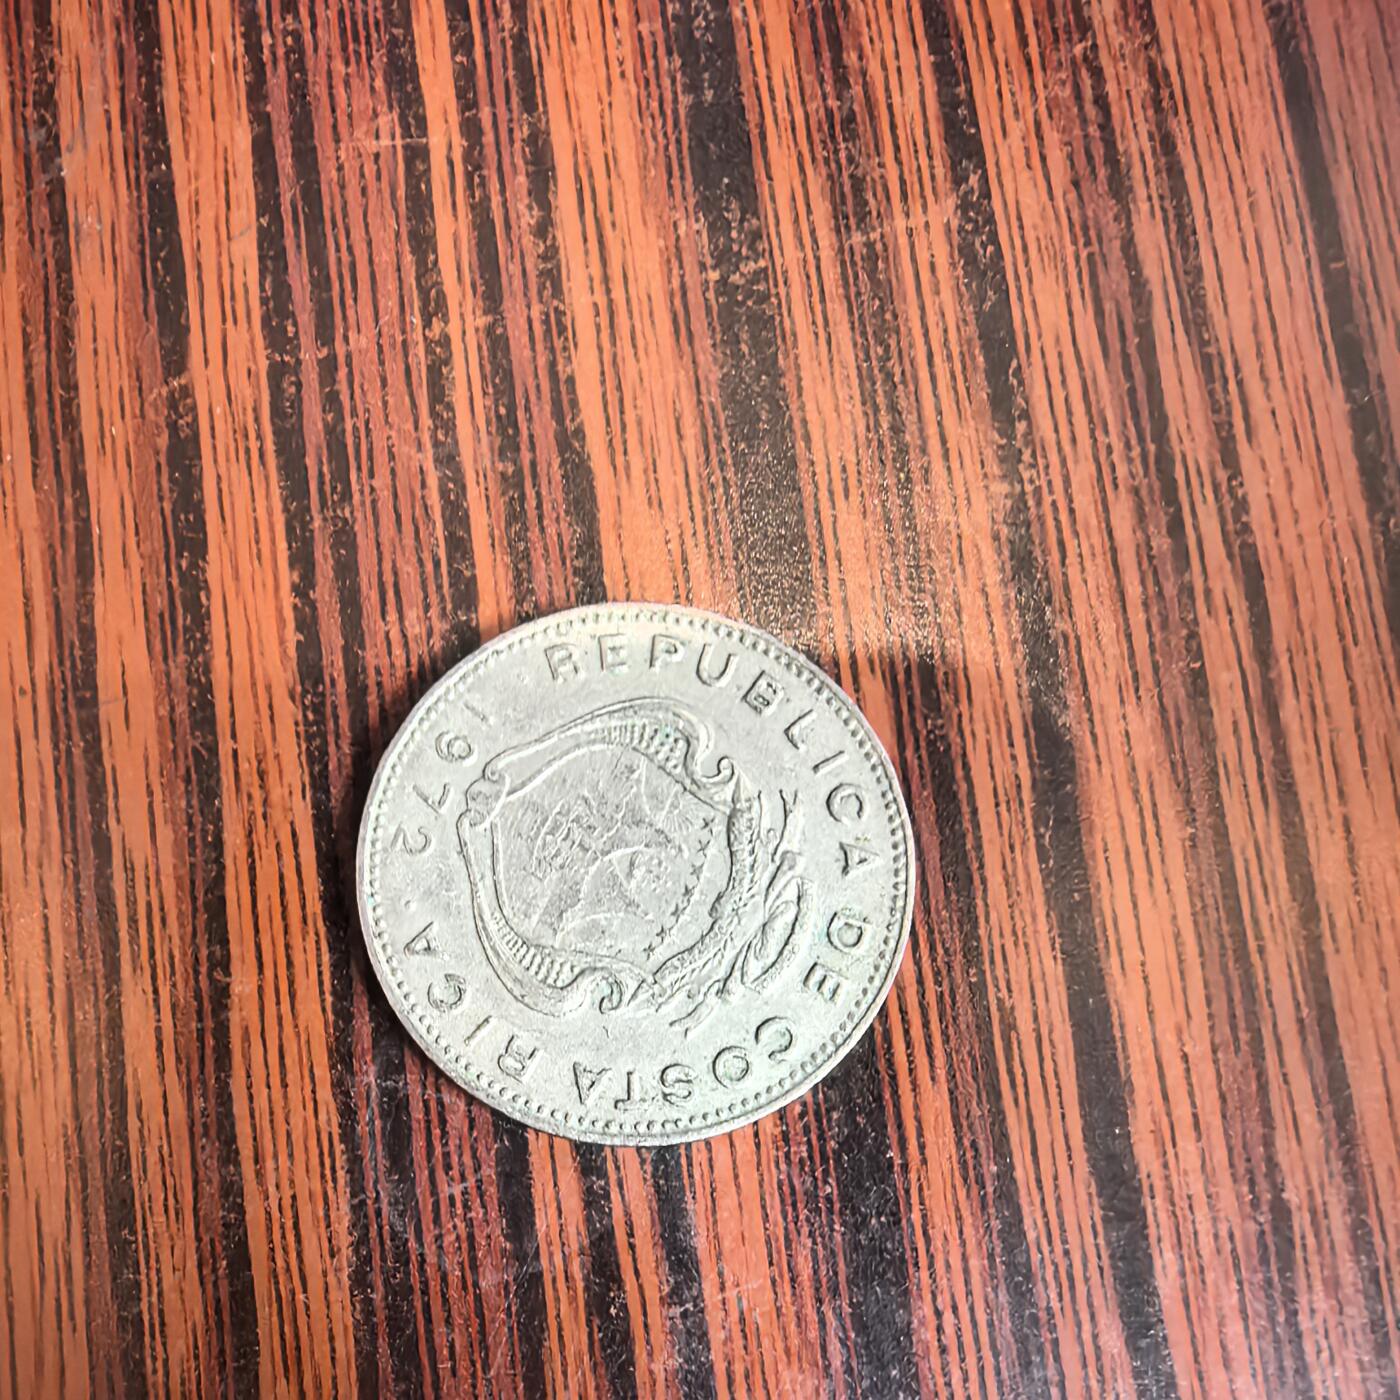 REPUBLICA DE COSTA RICA
1972